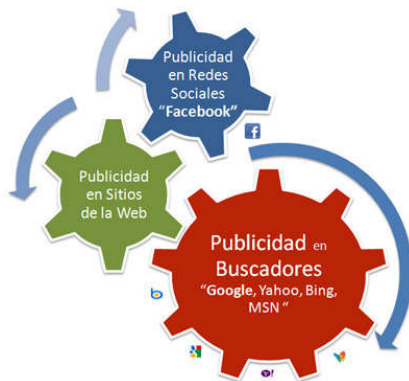 Publicidad
en Redes
Sociales
"Facebook"
f
Publicidad
en Sitios
de la Web
Publicidad en
Buscadores
"Google, Yahoo, Bing,
MSN "
b
g
Y!